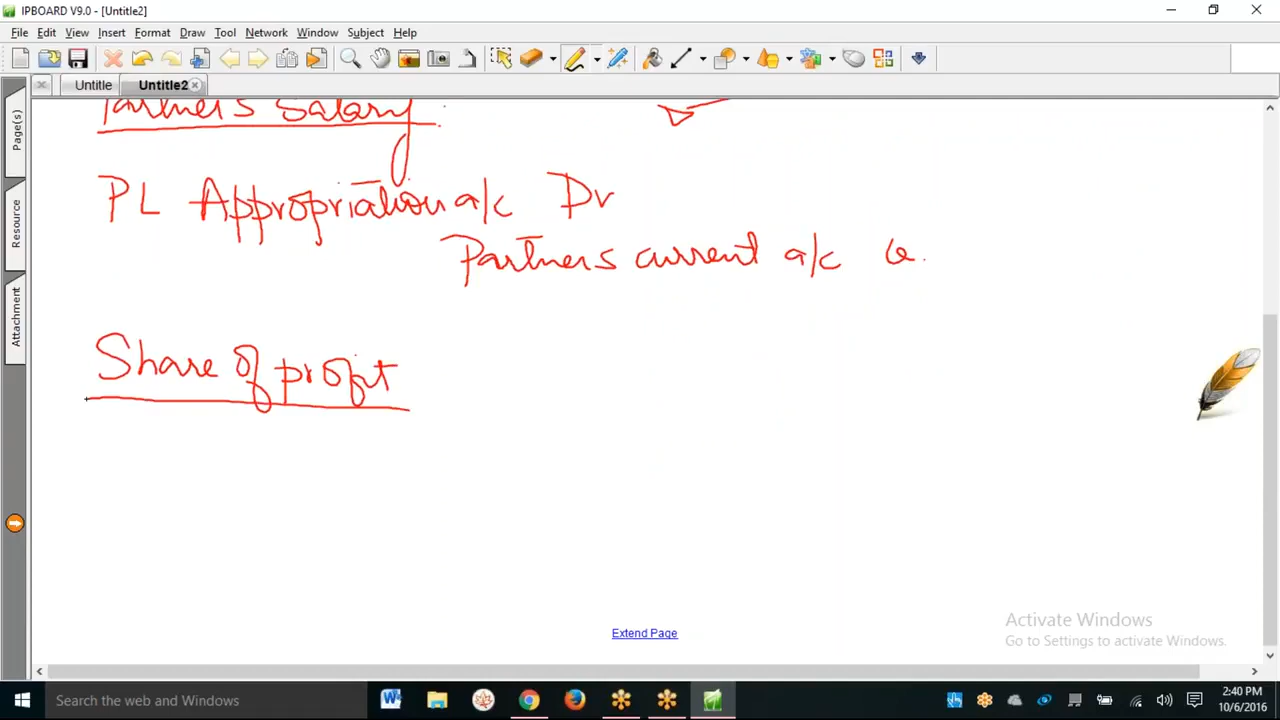 IPBOARD V9.0 - [Untitle2]
File Edit View Insert Format Draw Tool Network Window Subject Help
Untitle Untitle2
Page(s)
Resource
Attachment
Partners Salary
PL Appropriation a/c Dr
Partners current a/c Cr.
Share of profit
Extend Page
Activate Windows
Go to Settings to activate Windows.
Search the web and Windows
2:40 PM
10/6/2016